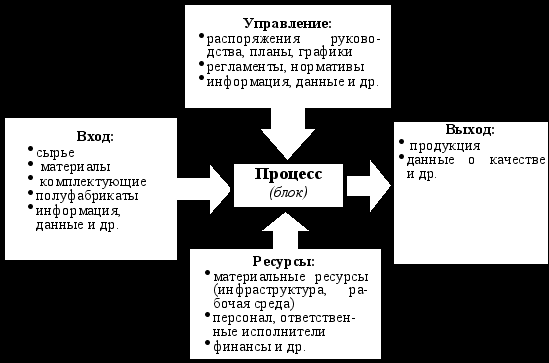 Управление:
•распоряжения руково-
дства, планы, графики
•регламенты, нормативы
•информация, данные и др.
Вход:
•сырье
• материалы
• комплектующие
•полуфабрикаты
•информация,
данные и др.
Процесс
(блок)
Выход:
• продукция
•данные о качестве
и др.
Ресурсы:
•материальные ресурсы
(инфраструктура, ра-
бочая среда)
•персонал, ответствен-
ные исполнители
•финансы и др.